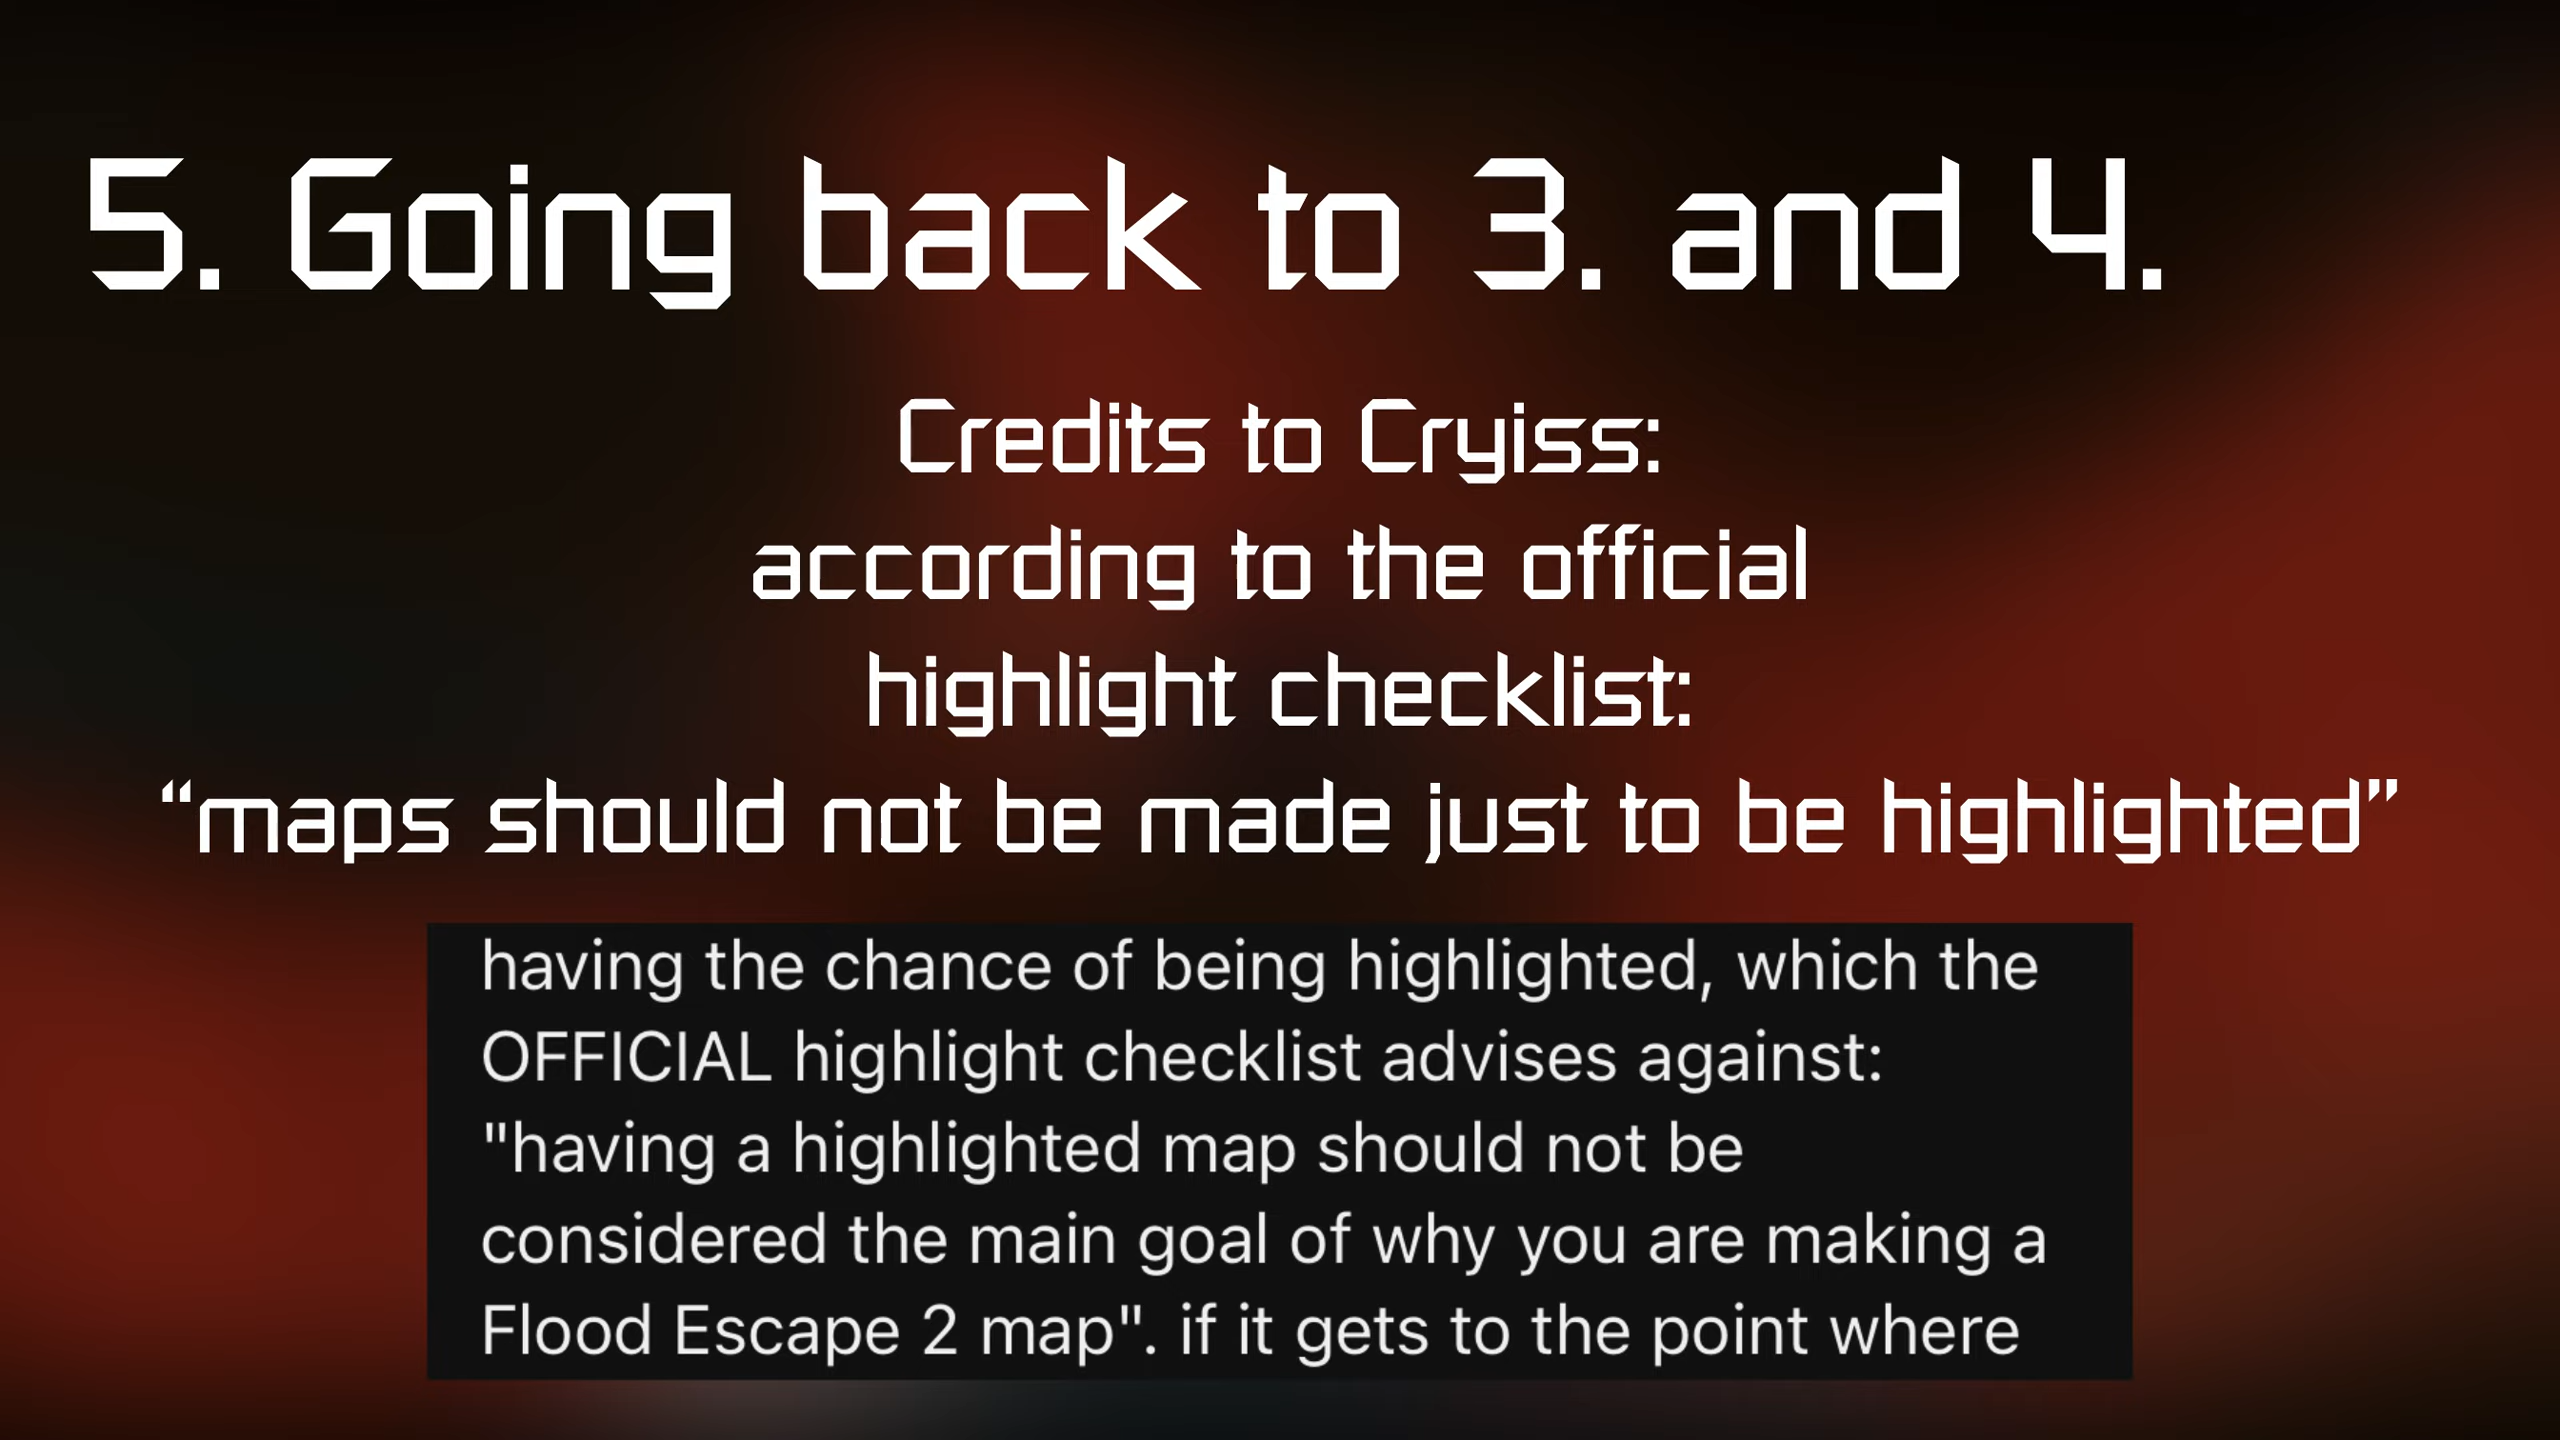 5. Going back to 3. and 4.
Credits to Cryiss:
according to the official
highlight checklist:
“maps should not be made just to be highlighted”
having the chance of being highlighted, which the
OFFICIAL highlight checklist advises against:
"having a highlighted map should not be
considered the main goal of why you are making a
Flood Escape 2 map". if it gets to the point where